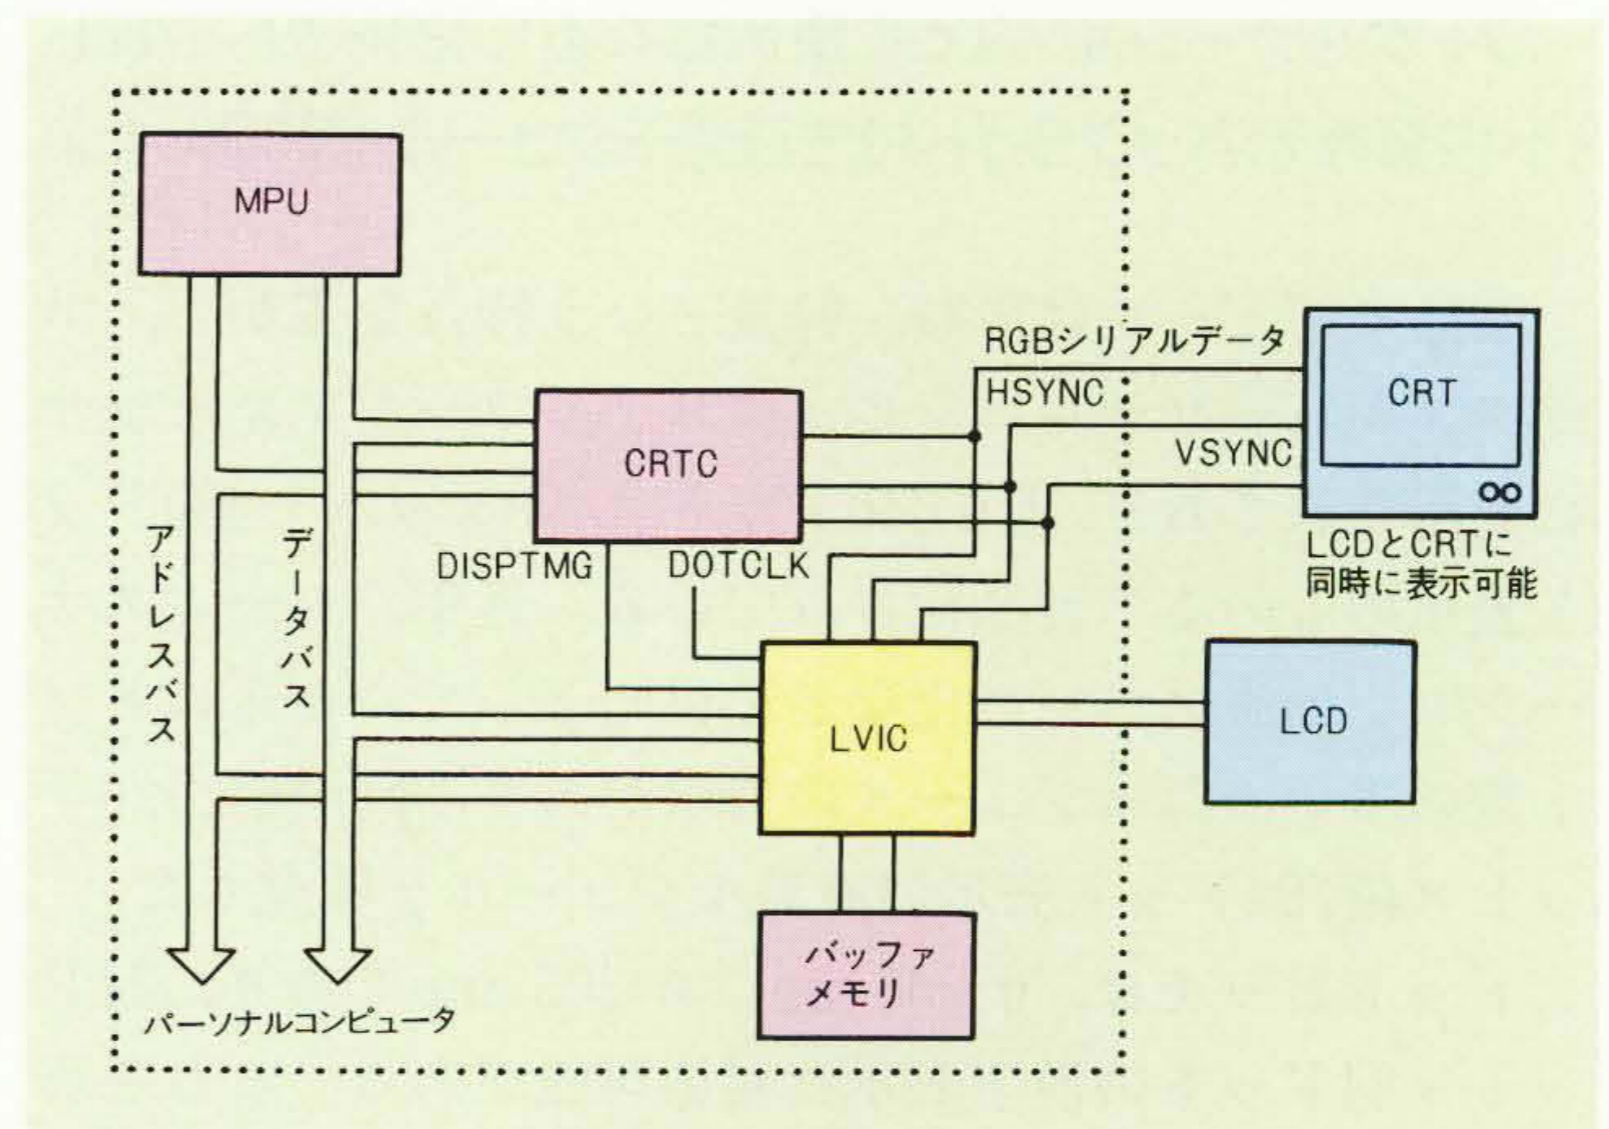 MPU
RGBシリアルデータ
HSYNC
CRT
VSYNC
CRTC
DISPTMG
DOTCLK
LCDとCRTに
同時に表示可能
アドレスバス
データバス
LVIC
LCD
バッファ
メモリ
パーソナルコンピュータ